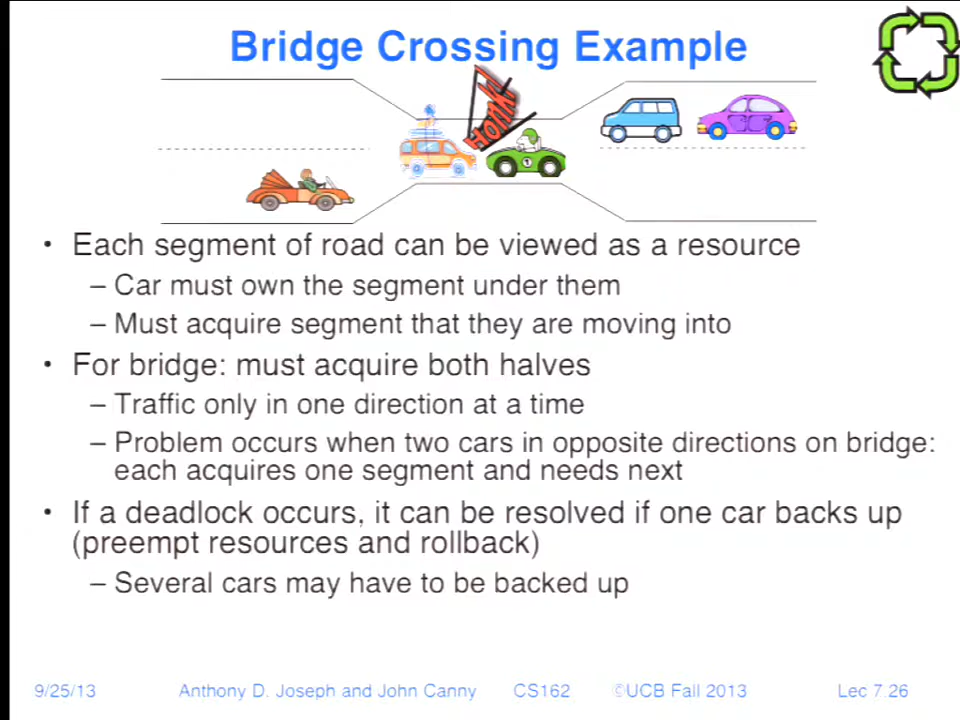 Bridge Crossing Example
Honk!
1
• Each segment of road can be viewed as a resource
– Car must own the segment under them
– Must acquire segment that they are moving into
• For bridge: must acquire both halves
– Traffic only in one direction at a time
– Problem occurs when two cars in opposite directions on bridge:
each acquires one segment and needs next
• If a deadlock occurs, it can be resolved if one car backs up
(preempt resources and rollback)
– Several cars may have to be backed up
9/25/13 Anthony D. Joseph and John Canny CS162 ©UCB Fall 2013 Lec 7.26